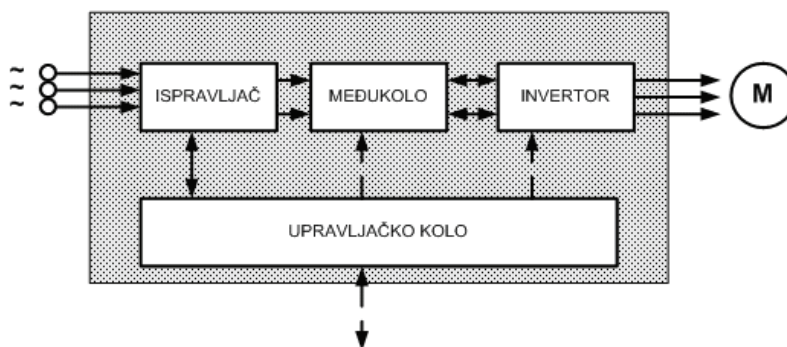 ~
~
~
ISPRAVLJAČ
MEĐUKOLO
INVERTOR
M
UPRAVLJAČKO KOLO